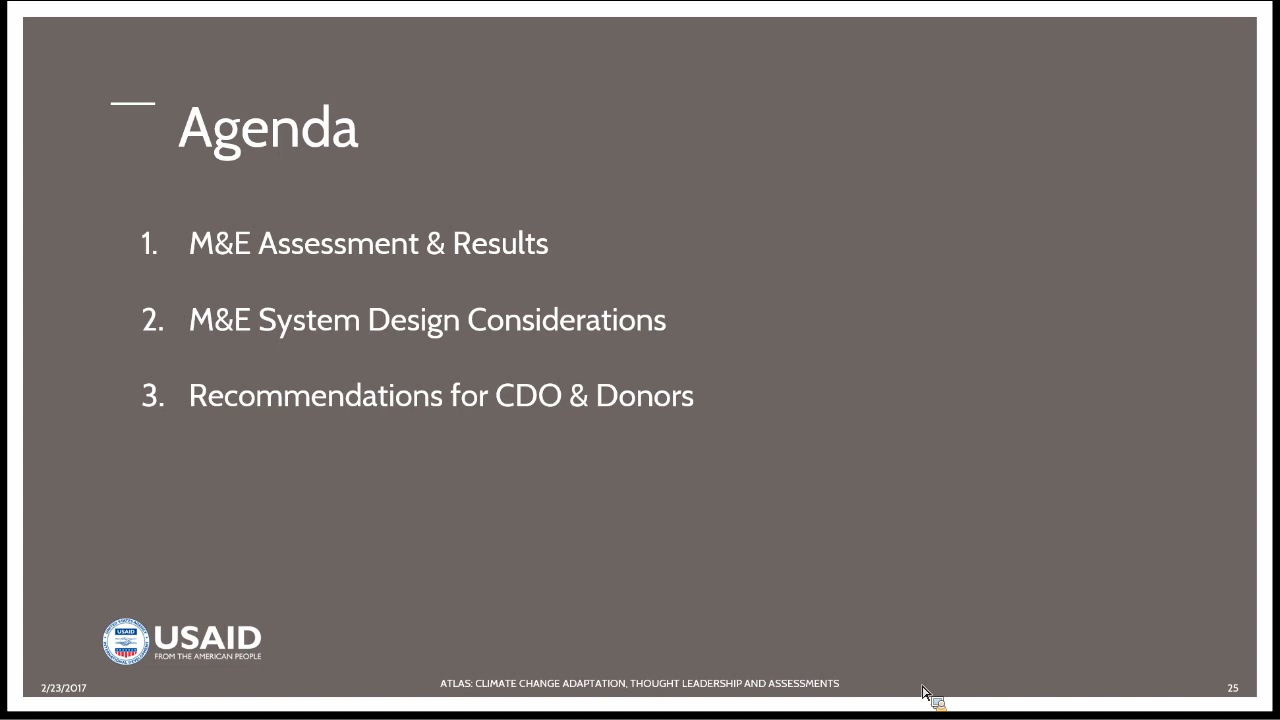 Agenda
1. M&E Assessment & Results
2. M&E System Design Considerations
3. Recommendations for CDO & Donors
USAID
USAID
FROM THE AMERICAN PEOPLE
2/23/2017
ATLAS: CLIMATE CHANGE ADAPTATION, THOUGHT LEADERSHIP AND ASSESSMENTS
25